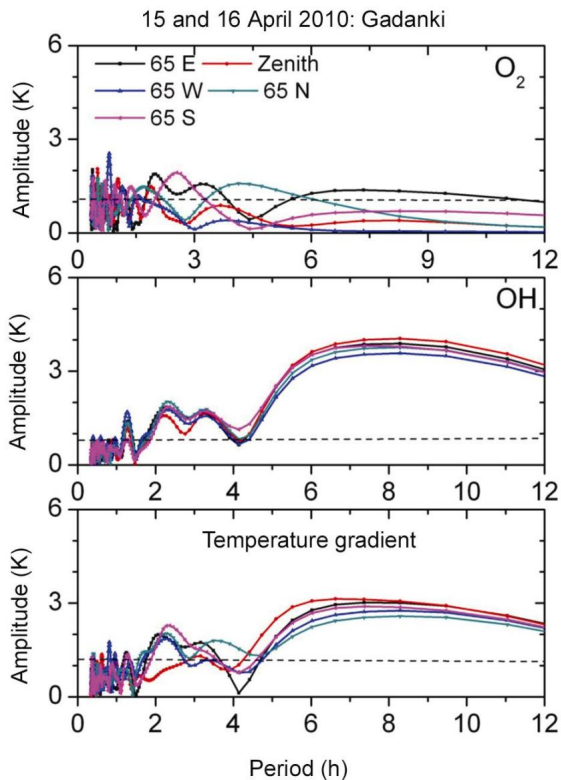 15 and 16 April 2010: Gadanki
Amplitude (K)
6
3
0
65 E
Zenith
65 W
65 N
65 S
O₂
0 3 6 9 12
Amplitude (K)
6
3
0
OH
0 2 4 6 8 10 12
Amplitude (K)
6
3
0
Temperature gradient
0 2 4 6 8 10 12
Period (h)